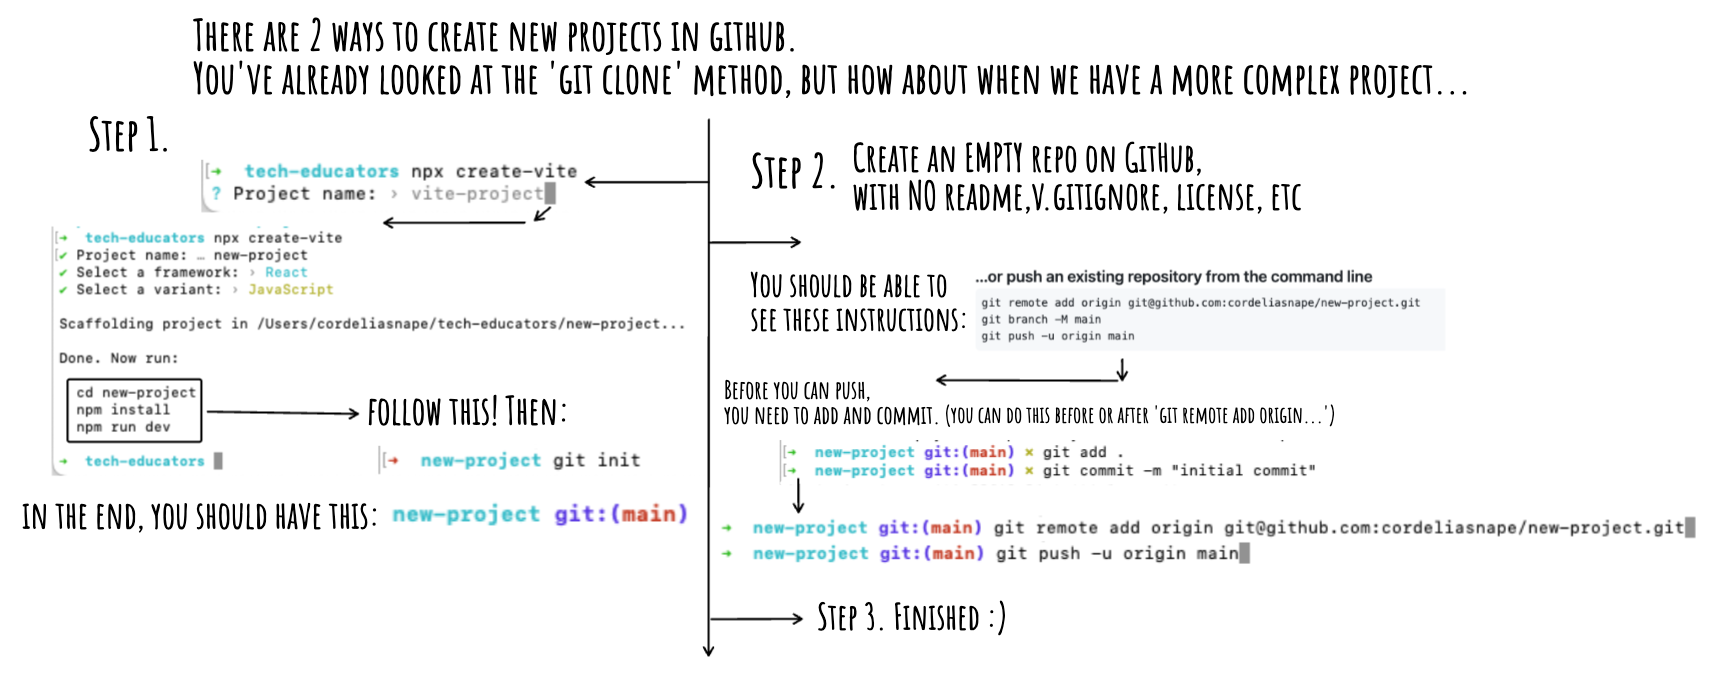 There are 2 ways to create new projects in github.
You've already looked at the 'git clone' method, but how about when we have a more complex project...
Step 1.
[➜ tech-educators npx create-vite
? Project name: › vite-project
[➜ tech-educators npx create-vite
[✔ Project name: … new-project
✔ Select a framework: › React
✔ Select a variant: › JavaScript
Scaffolding project in /Users/cordeliasnape/tech-educators/new-project...
Done. Now run:
cd new-project
npm install
npm run dev
➜ tech-educators
follow this! Then:
[➜ new-project git init
in the end, you should have this: new-project git:(main)
Step 2. Create an EMPTY repo on GitHub,
with NO readme,v.gitignore, license, etc
You should be able to
see these instructions:
...or push an existing repository from the command line
git remote add origin git@github.com:cordeliasnape/new-project.git
git branch -M main
git push -u origin main
Before you can push,
you need to add and commit. (you can do this before or after 'git remote add origin...')
[➜ new-project git:(main) × git add .
[➜ new-project git:(main) × git commit -m "initial commit"
➜ new-project git:(main) git remote add origin git@github.com:cordeliasnape/new-project.git
➜ new-project git:(main) git push -u origin main
Step 3. Finished :)